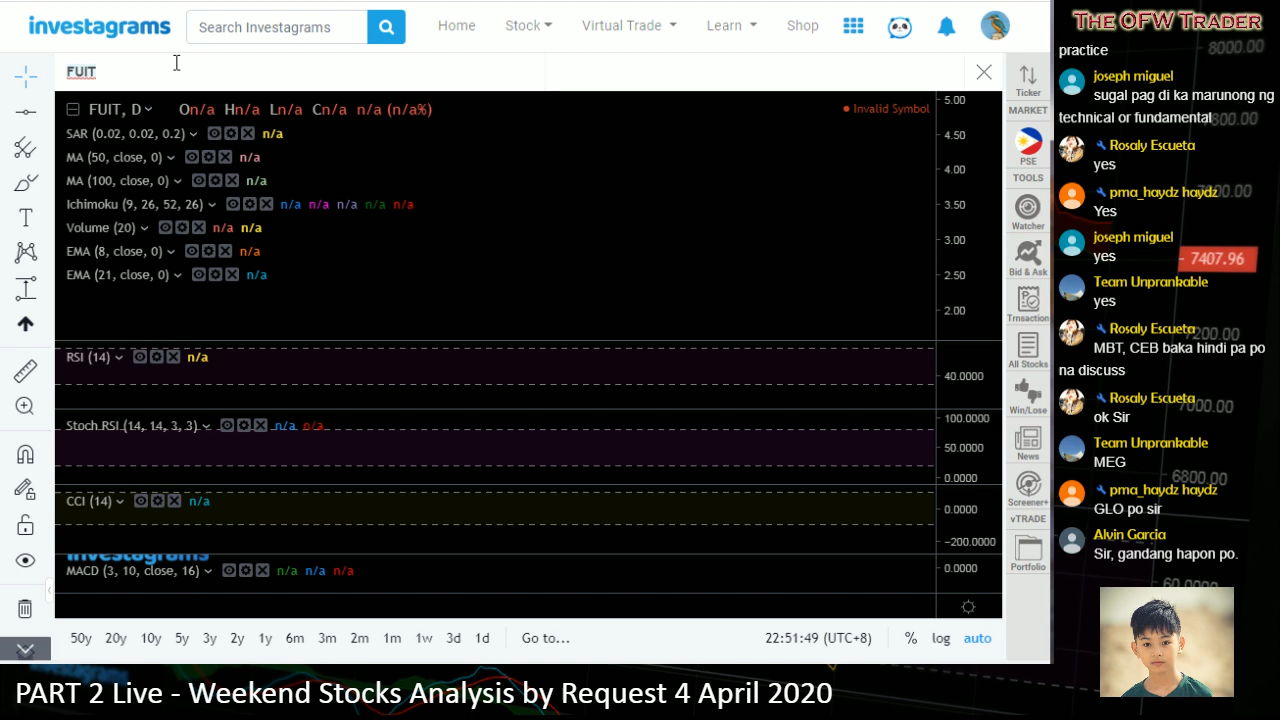 investagrams
Search Investagrams
Home
Stock
Virtual Trade
Learn
Shop
FUIT
FUIT, D
On/a Hn/a Ln/a Cn/a n/a (n/a%)
Invalid Symbol
SAR (0.02, 0.02, 0.2) n/a
MA (50, close, 0) n/a
MA (100, close, 0) n/a
Ichimoku (9, 26, 52, 26) n/a n/a n/a n/a n/a
Volume (20) n/a n/a
EMA (8, close, 0) n/a
EMA (21, close, 0) n/a
RSI (14) n/a
Stoch RSI (14, 14, 3, 3) n/a n/a
CCI (14) n/a
investagrams
MACD (3, 10, close, 16) n/a n/a n/a
5.00
4.50
4.00
3.50
3.00
2.50
2.00
40.0000
100.0000
50.0000
0.0000
0.0000
-200.0000
0.0000
50y 20y 10y 5y 3y 2y 1y 6m 3m 2m 1m 1w 3d 1d Go to...
22:51:49 (UTC+8)
% log auto
Ticker
MARKET
PSE
TOOLS
Watcher
Bid & Ask
Trnsaction
All Stocks
Win/Lose
News
Screener+
vTRADE
Portfolio
The OFW Trader
practice
joseph miguel
sugal pag di ka marunong ng
technical or fundamental
Rosaly Escueta
yes
pma_haydz haydz
Yes
joseph miguel
yes
Team Unprankable
yes
Rosaly Escueta
MBT, CEB baka hindi pa po
na discuss
Rosaly Escueta
ok Sir
Team Unprankable
MEG
pma_haydz haydz
GLO po sir
Alvin Garcia
Sir, gandang hapon po.
8000.00
7407.96
6800.00
PART 2 Live - Weekend Stocks Analysis by Request 4 April 2020